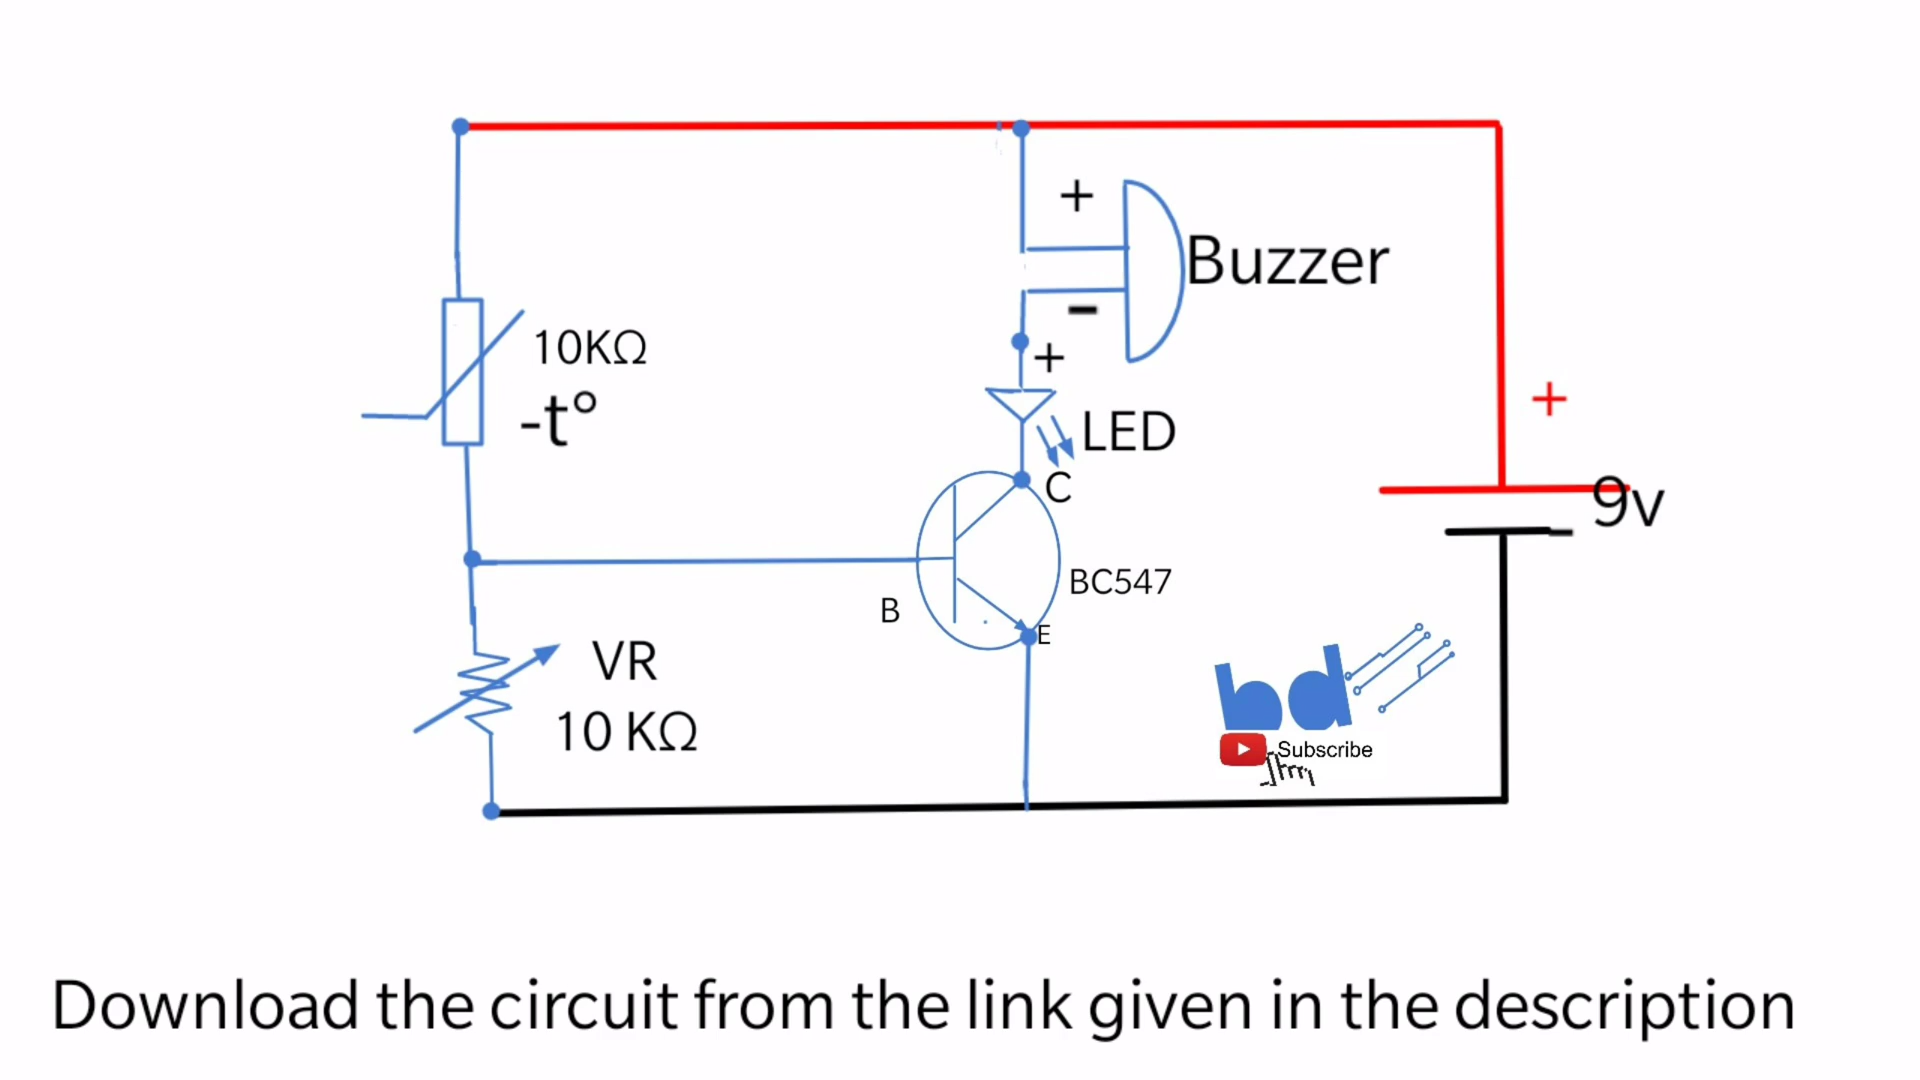 +
Buzzer
-
10KΩ
-t°
+
LED
+
9v
-
C
BC547
B
E
VR
10 KΩ
bd
Subscribe
Download the circuit from the link given in the description